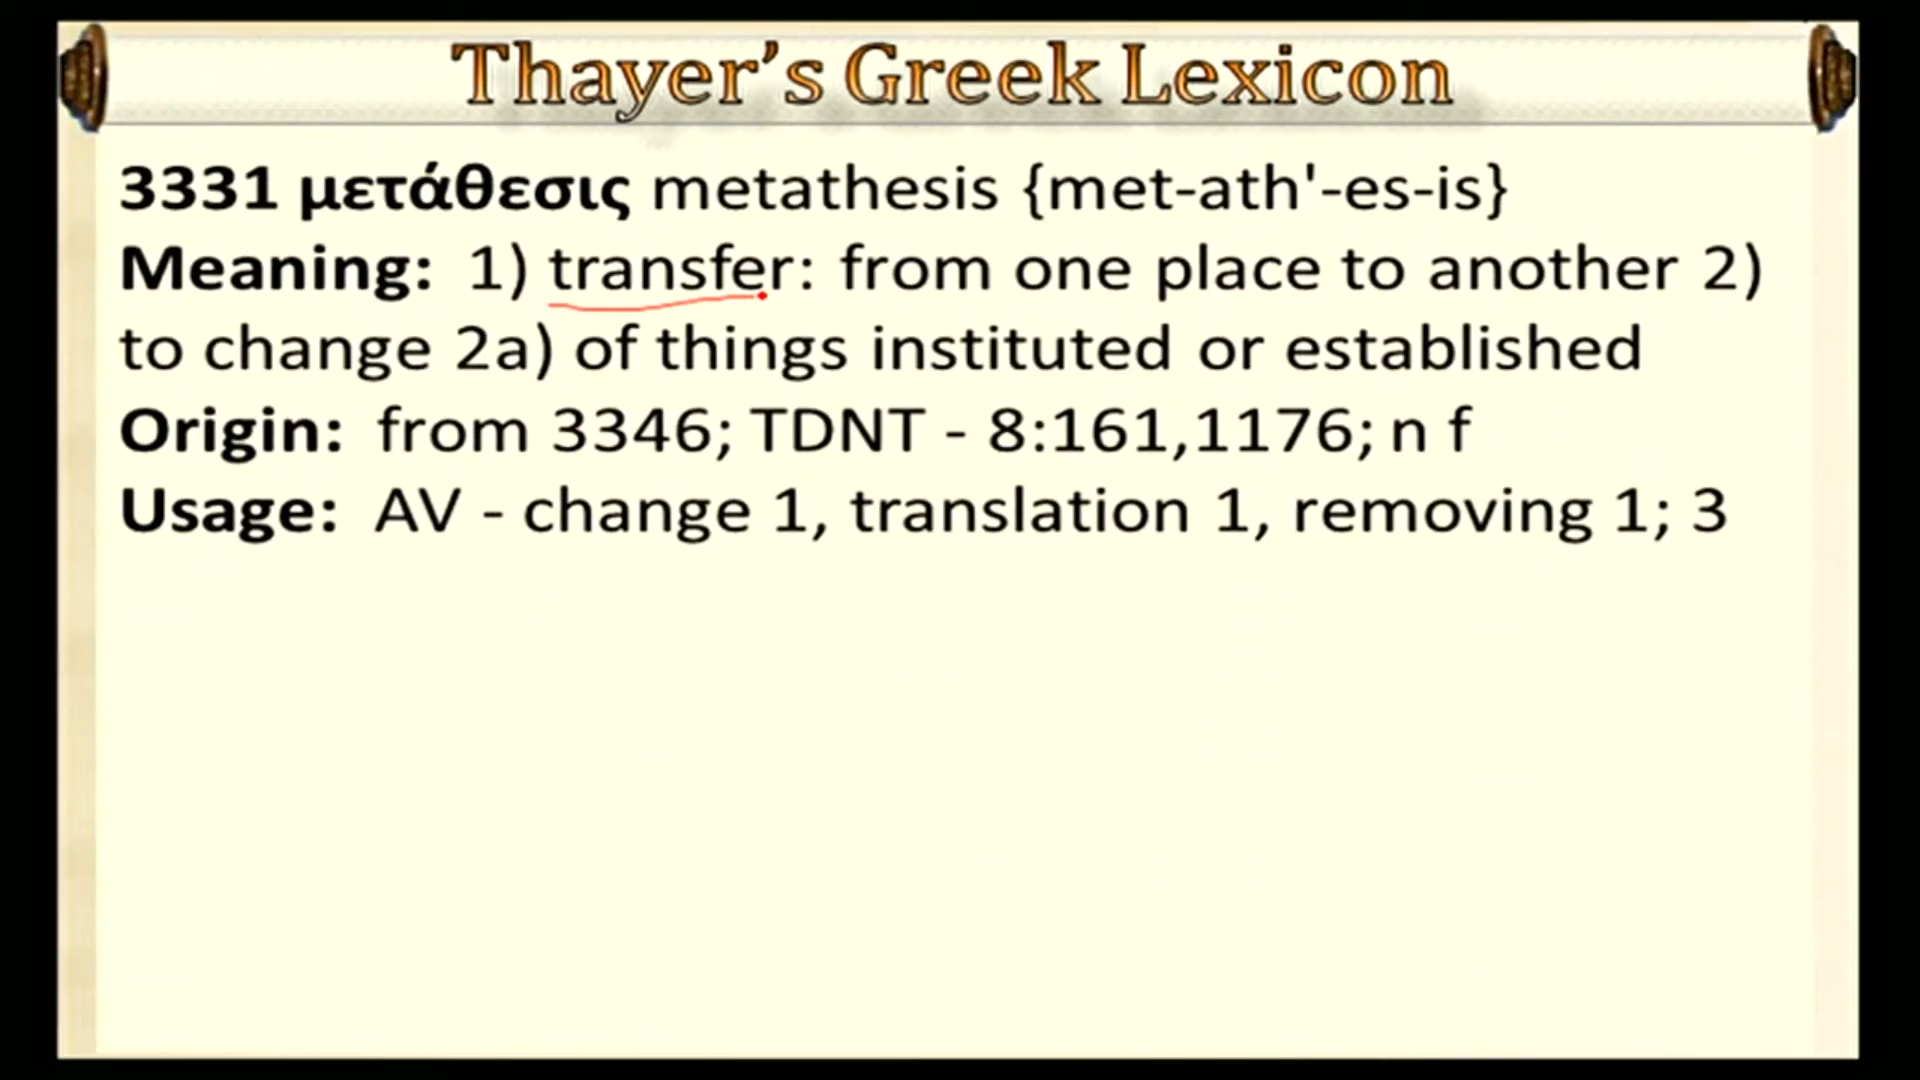 Thayer’s Greek Lexicon
3331 μετάθεσις metathesis {met-ath'-es-is}
Meaning: 1) transfer: from one place to another 2)
to change 2a) of things instituted or established
Origin: from 3346; TDNT - 8:161,1176; n f
Usage: AV - change 1, translation 1, removing 1; 3